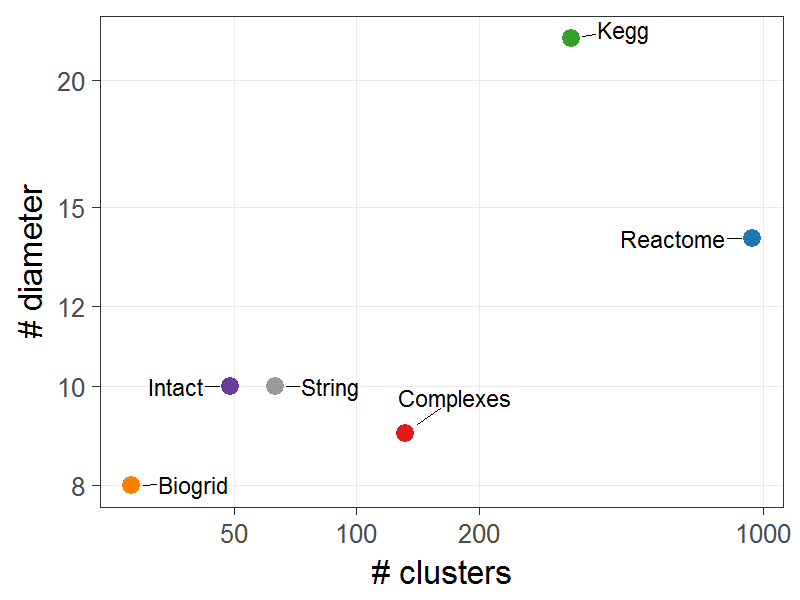 Kegg
20
15
Reactome
12
# diameter
Intact
String
10
Complexes
8
Biogrid
50
100
200
1000
# clusters